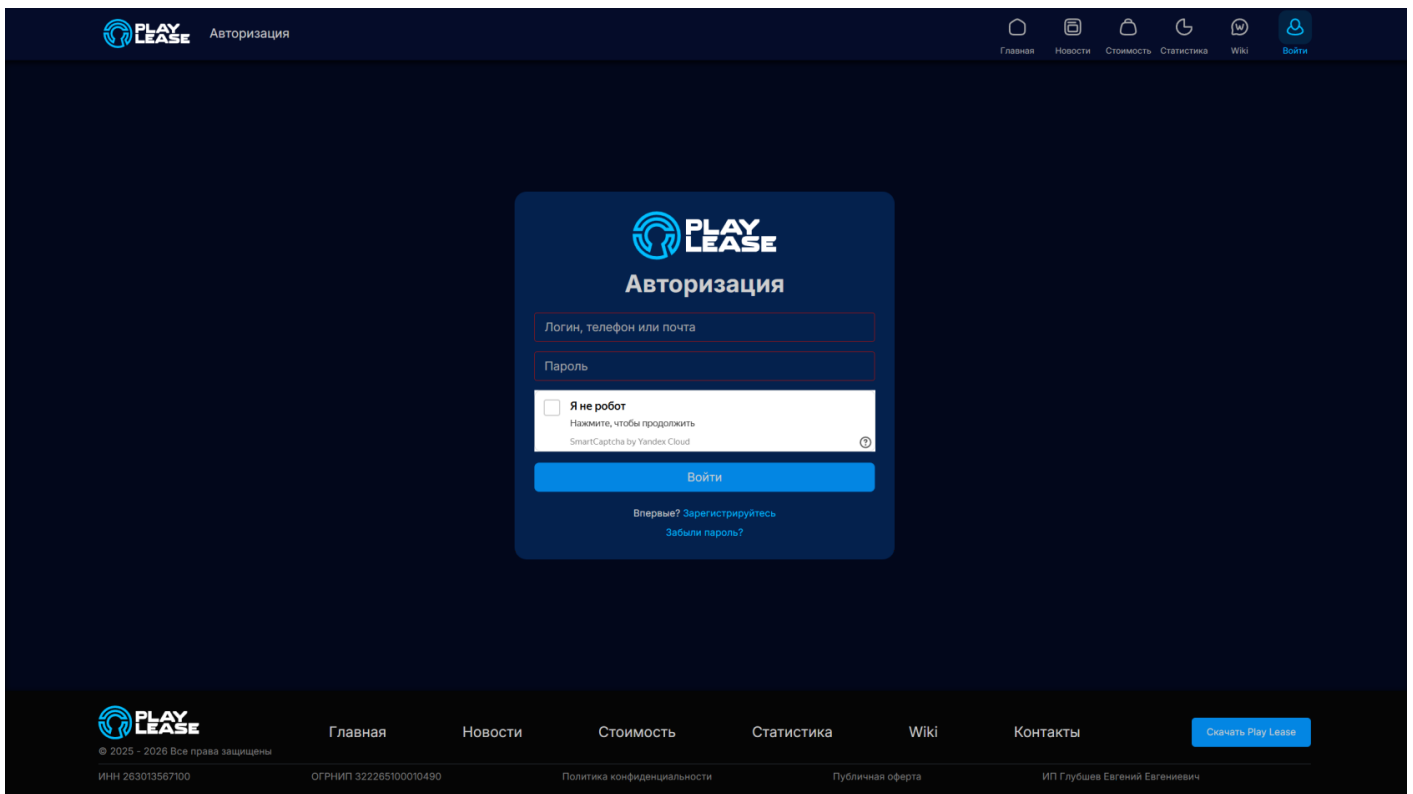 PLAY LEASE
Авторизация
Главная
Новости
Стоимость
Статистика
Wiki
Войти
PLAY LEASE
Авторизация
Логин, телефон или почта
Пароль
Я не робот
Нажмите, чтобы продолжить
SmartCaptcha by Yandex Cloud
Войти
Впервые? Зарегистрируйтесь
Забыли пароль?
PLAY LEASE
© 2025 - 2026 Все права защищены
Главная
Новости
Стоимость
Статистика
Wiki
Контакты
Скачать Play Lease
ИНН 263013567100
ОГРНИП 322265100010490
Политика конфиденциальности
Публичная оферта
ИП Глубшев Евгений Евгениевич